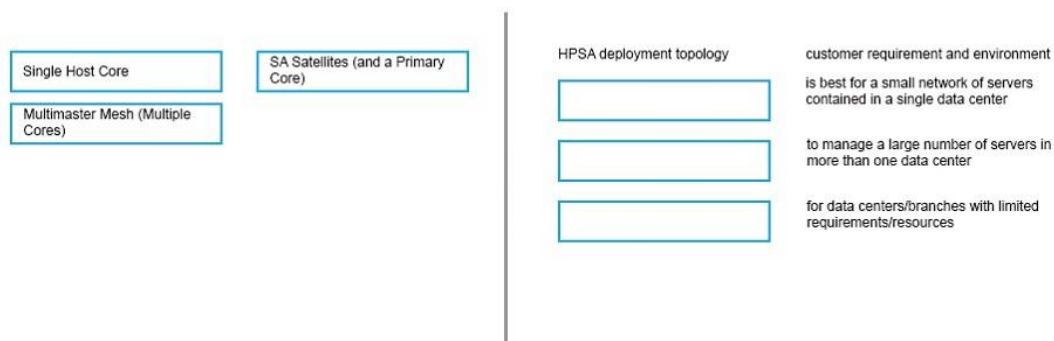 Single Host Core
SA Satellites (and a Primary
Core)
Multimaster Mesh (Multiple
Cores)
HPSA deployment topology
customer requirement and environment
is best for a small network of servers
contained in a single data center
to manage a large number of servers in
more than one data center
for data centers/branches with limited
requirements/resources